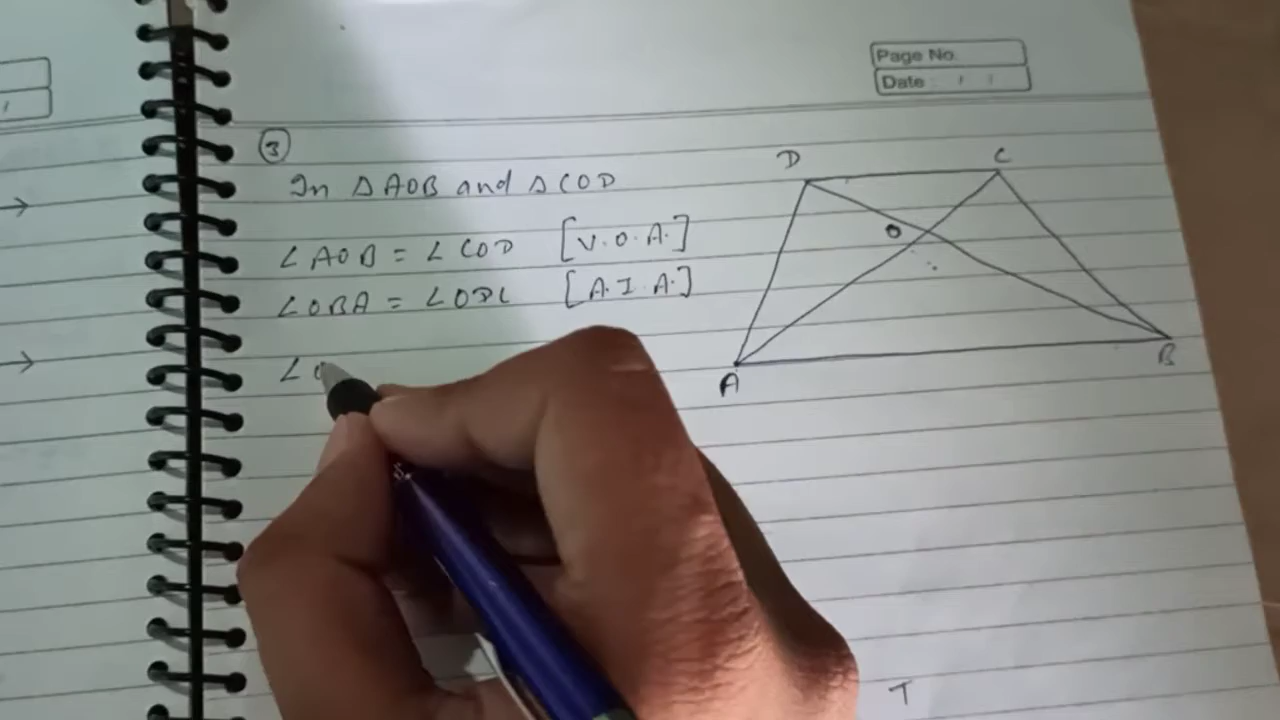 Page No.
Date : / /
3
In △AOB and △COD
∠AOB = ∠COD [V.O.A.]
∠OBA = ∠ODC [A.I.A.]
∠O
D C
O
A B
T